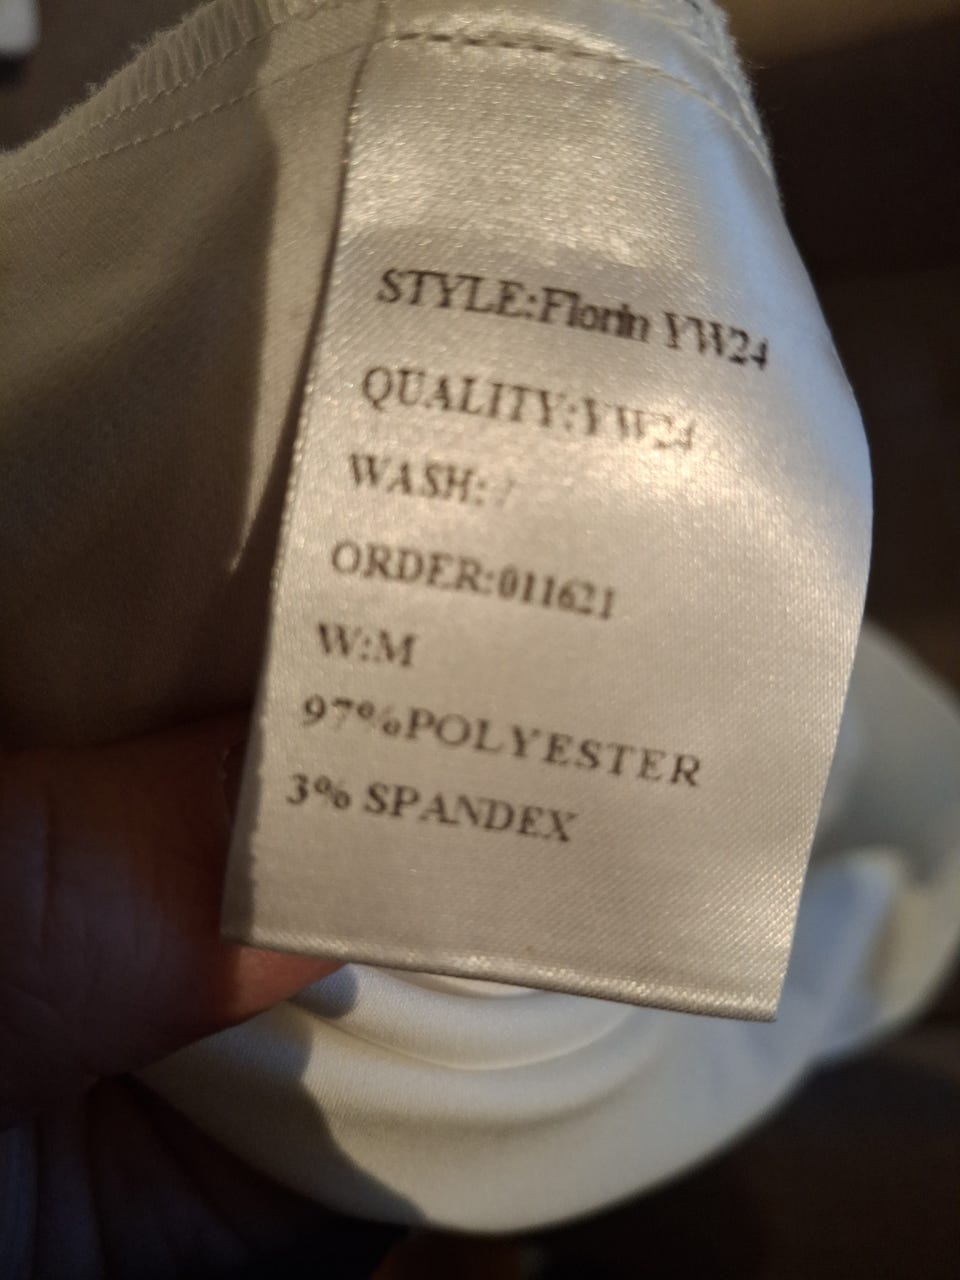 STYLE:Florin YW24
QUALITY:YW24
WASH: /
ORDER:011621
W:M
97%POLYESTER
3% SPANDEX